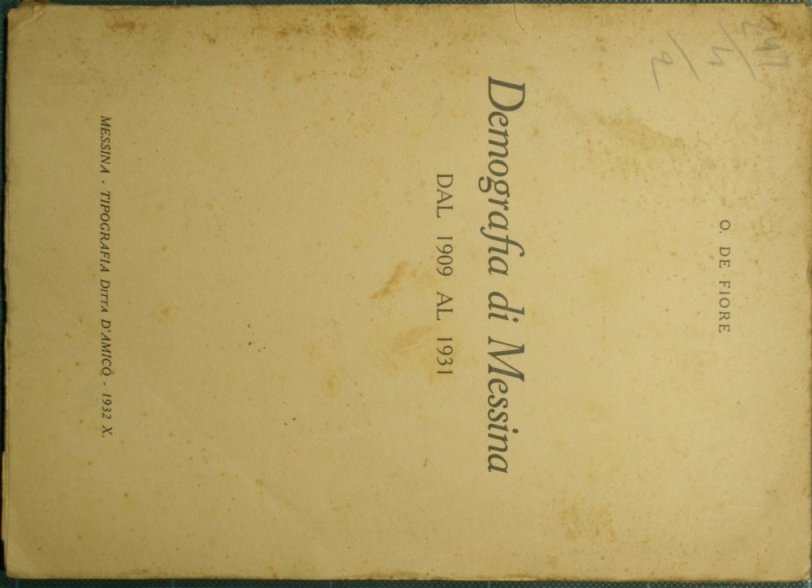 O. DE FIORE
Demografia di Messina
DAL 1909 AL 1931
MESSINA - TIPOGRAFIA DITTA D'AMICO - 1932 X.